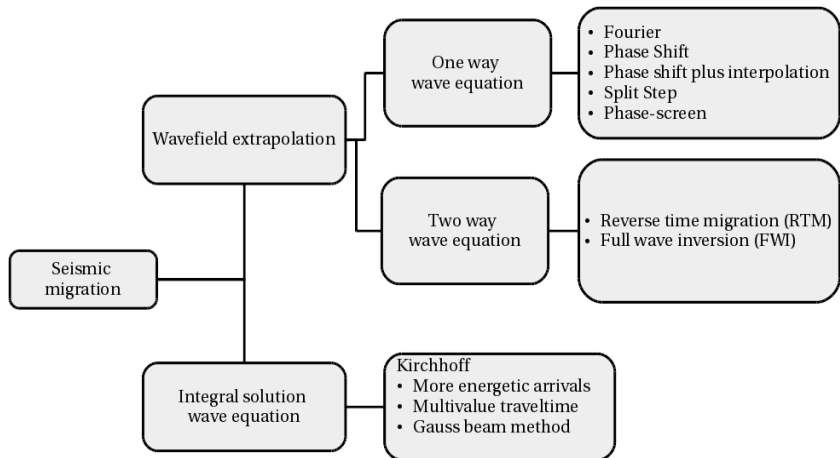 Seismic
migration
Wavefield extrapolation
One way
wave equation
• Fourier
• Phase Shift
• Phase shift plus interpolation
• Split Step
• Phase-screen
Two way
wave equation
• Reverse time migration (RTM)
• Full wave inversion (FWI)
Integral solution
wave equation
Kirchhoff
• More energetic arrivals
• Multivalue traveltime
• Gauss beam method